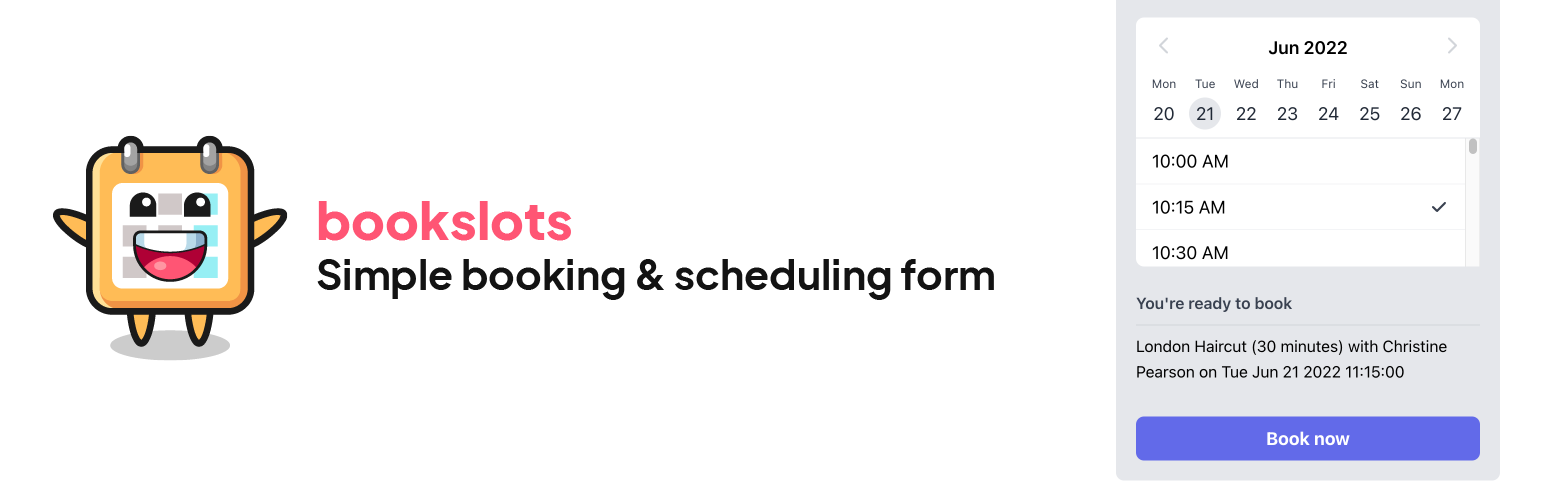 bookslots
Simple booking & scheduling form
Jun 2022
Mon Tue Wed Thu Fri Sat Sun Mon
20 21 22 23 24 25 26 27
10:00 AM
10:15 AM
10:30 AM
You're ready to book
London Haircut (30 minutes) with Christine
Pearson on Tue Jun 21 2022 11:15:00
Book now